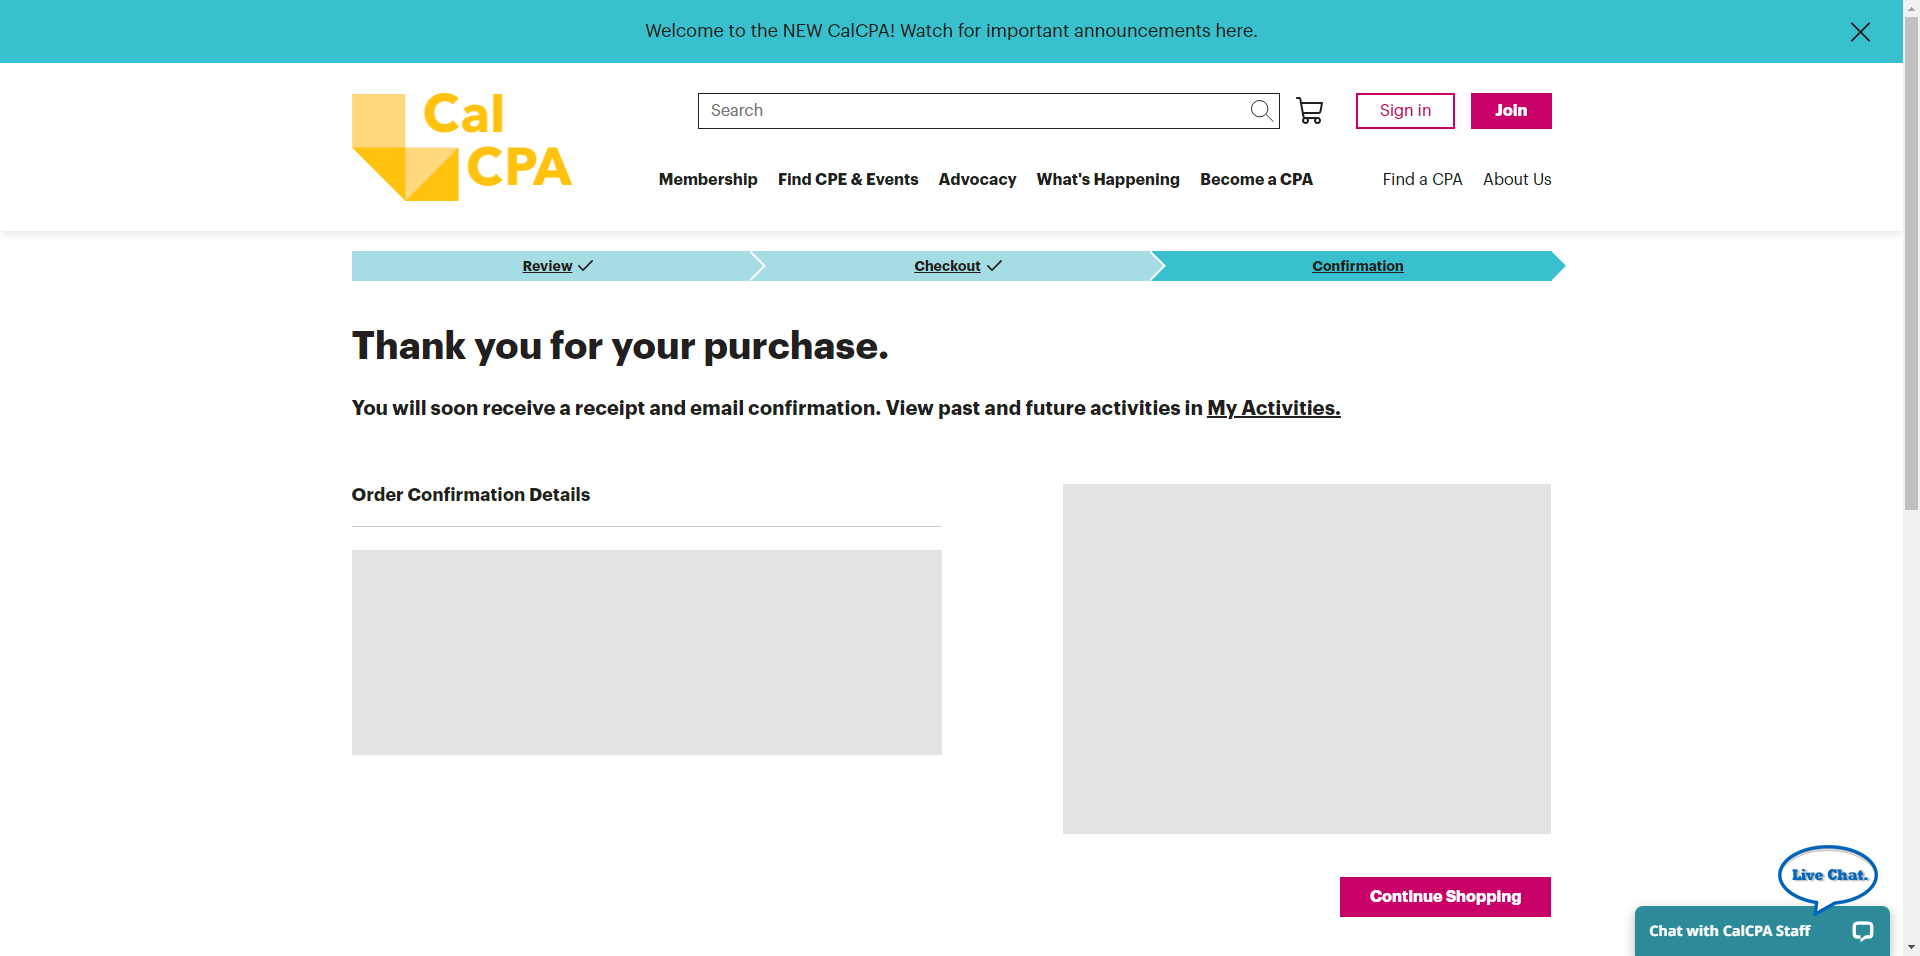 Welcome to the NEW CalCPA! Watch for important announcements here.
Cal
CPA
Search
Sign in
Join
Membership
Find CPE & Events
Advocacy
What's Happening
Become a CPA
Find a CPA
About Us
Review
Checkout
Confirmation
Thank you for your purchase.
You will soon receive a receipt and email confirmation. View past and future activities in My Activities.
Order Confirmation Details
Continue Shopping
Live Chat.
Chat with CalCPA Staff